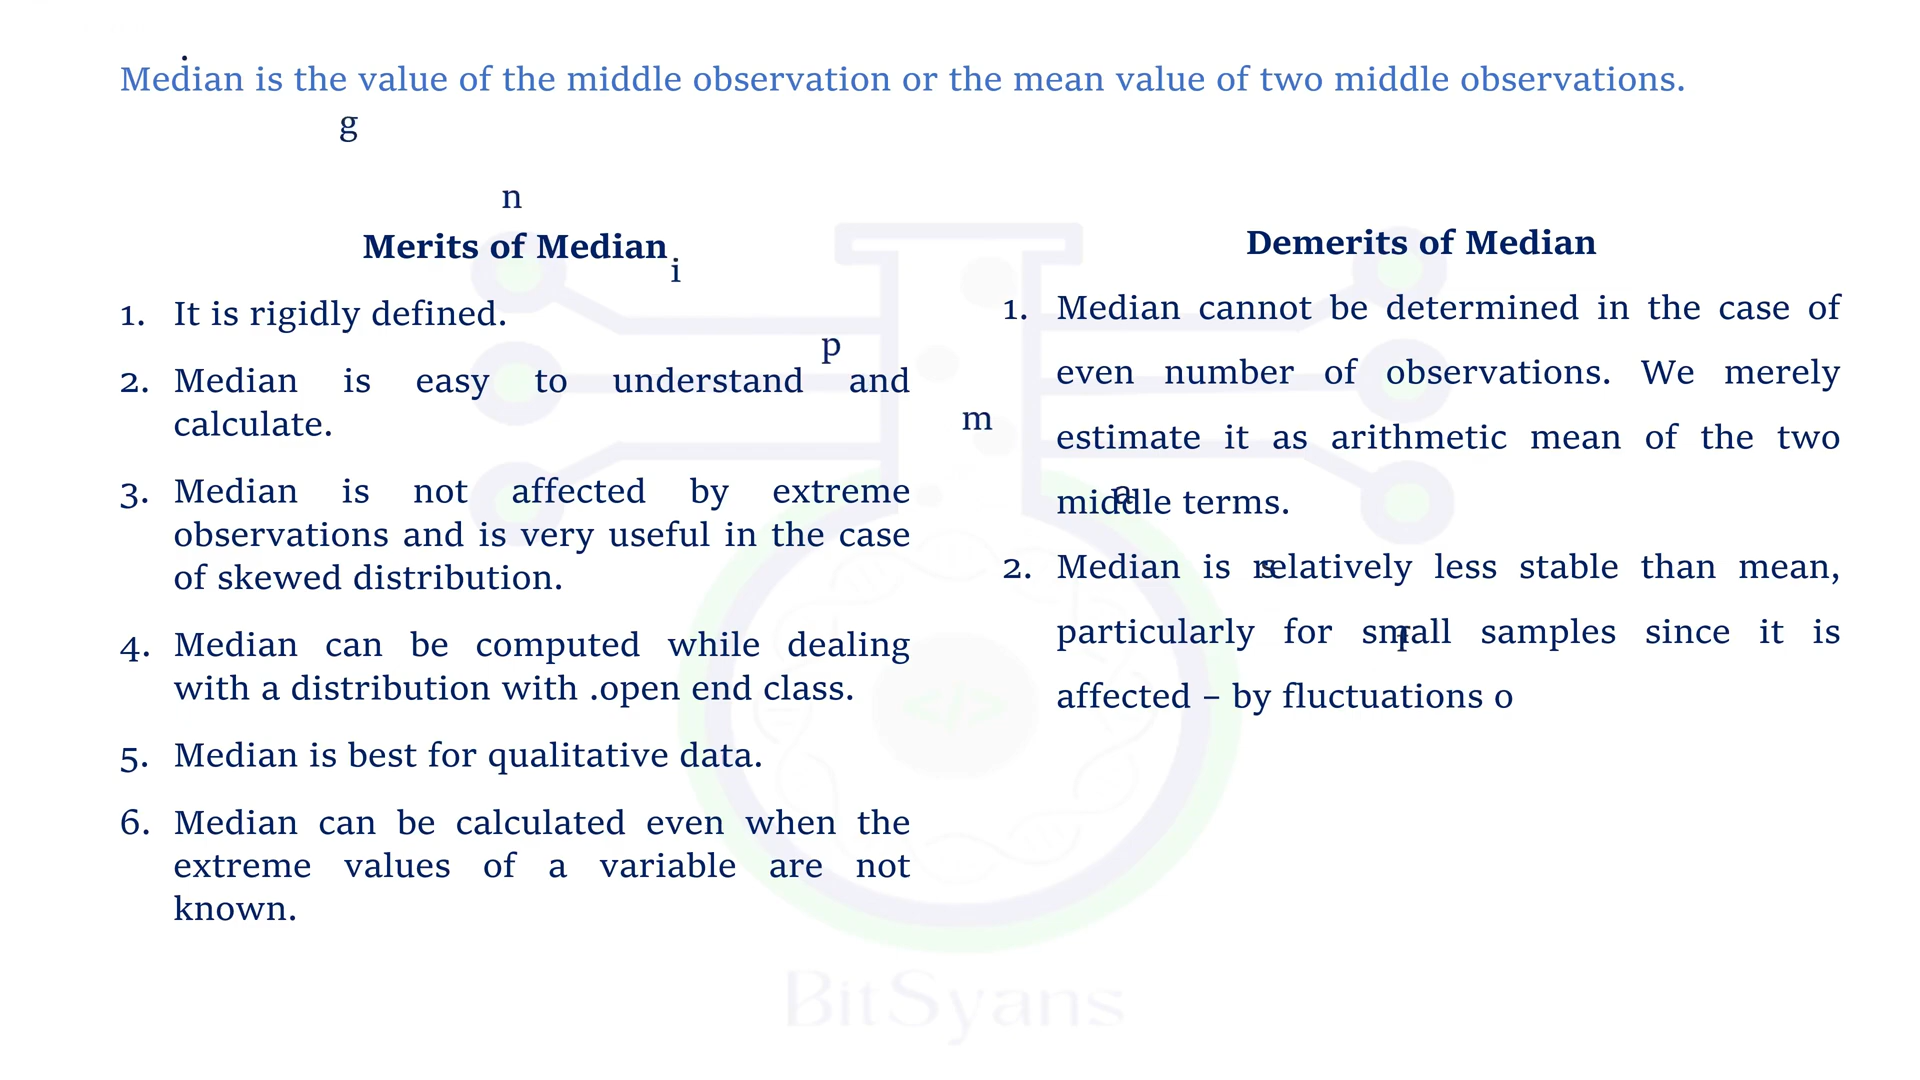 Median is the value of the middle observation or the mean value of two middle observations.
.
g
n
i
p
m
a
s
f
Merits of Median
1. It is rigidly defined.
2. Median is easy to understand and
calculate.
3. Median is not affected by extreme
observations and is very useful in the case
of skewed distribution.
4. Median can be computed while dealing
with a distribution with .open end class.
5. Median is best for qualitative data.
6. Median can be calculated even when the
extreme values of a variable are not
known.
Demerits of Median
1. Median cannot be determined in the case of
even number of observations. We merely
estimate it as arithmetic mean of the two
middle terms.
2. Median is relatively less stable than mean,
particularly for small samples since it is
affected – by fluctuations o
</>
BitSyans